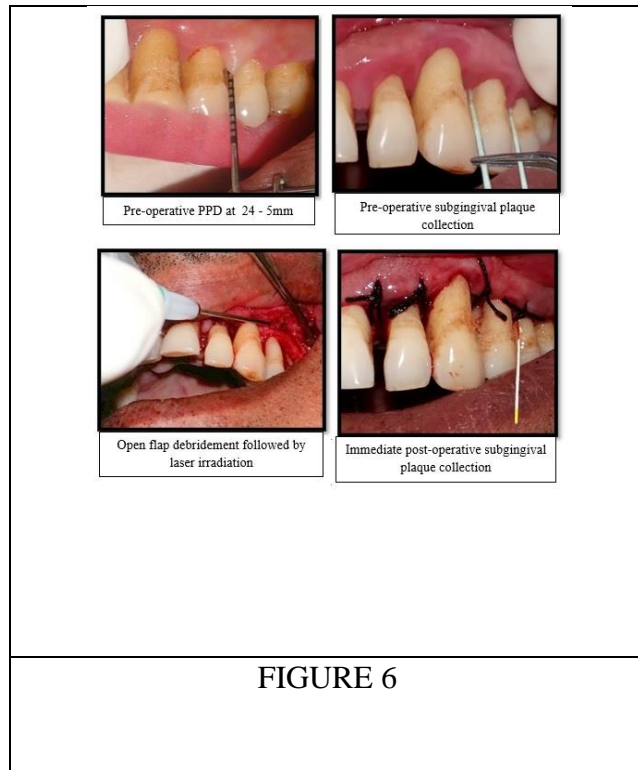 Pre-operative PPD at 24 - 5mm
Pre-operative subgingival plaque
collection
Open flap debridement followed by
laser irradiation
Immediate post-operative subgingival
plaque collection
FIGURE 6